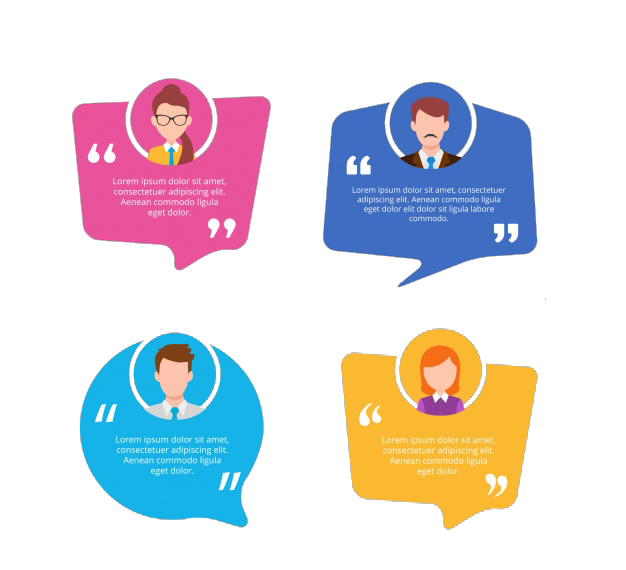 “
Lorem ipsum dolor sit amet,
consectetuer adipiscing elit.
Aenean commodo ligula
eget dolor.
”
“
Lorem ipsum dolor sit amet, consectetuer
adipiscing elit. Aenean commodo ligula
eget dolor elit dolor sit ligula labore
commodo.
”
“
Lorem ipsum dolor sit amet,
consectetuer adipiscing elit.
Aenean commodo ligula
eget dolor.
”
“
Lorem ipsum dolor sit amet,
consectetuer adipiscing elit.
Aenean commodo ligula
eget dolor.
”